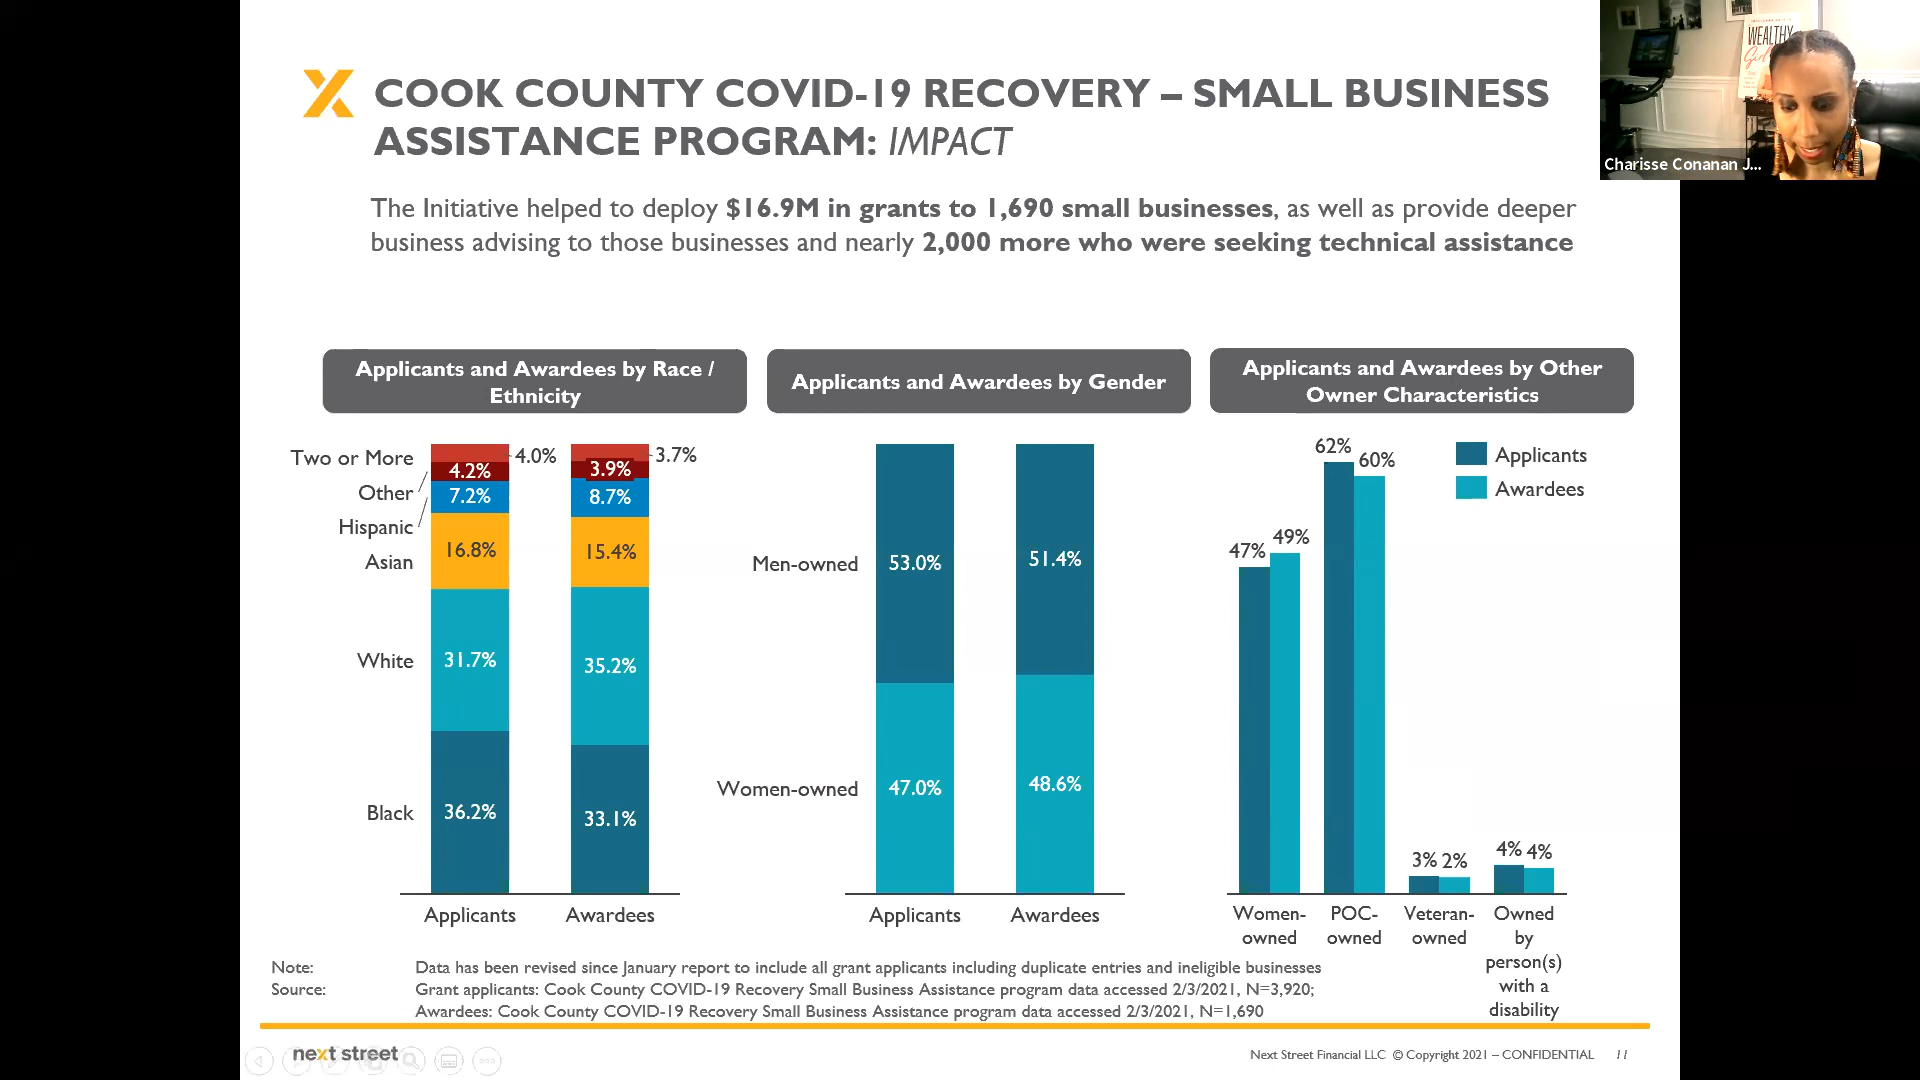 COOK COUNTY COVID-19 RECOVERY – SMALL BUSINESS
ASSISTANCE PROGRAM: IMPACT
WEALTHY
Girl
Charisse Conanan J...
The Initiative helped to deploy $16.9M in grants to 1,690 small businesses, as well as provide deeper
business advising to those businesses and nearly 2,000 more who were seeking technical assistance
Applicants and Awardees by Race /
Ethnicity
Two or More
Other
Hispanic
Asian
White
Black
4.0%
4.2%
7.2%
16.8%
31.7%
36.2%
3.7%
3.9%
8.7%
15.4%
35.2%
33.1%
Applicants
Awardees
Applicants and Awardees by Gender
Men-owned
53.0%
51.4%
Women-owned
47.0%
48.6%
Applicants
Awardees
Applicants and Awardees by Other
Owner Characteristics
Applicants
Awardees
47%
49%
62%
60%
3%
2%
4%
4%
Women-
owned
POC-
owned
Veteran-
owned
Owned
by
person(s)
with a
disability
Note: Data has been revised since January report to include all grant applicants including duplicate entries and ineligible businesses
Source: Grant applicants: Cook County COVID-19 Recovery Small Business Assistance program data accessed 2/3/2021, N=3,920;
Awardees: Cook County COVID-19 Recovery Small Business Assistance program data accessed 2/3/2021, N=1,690
next street
Next Street Financial LLC © Copyright 2021 – CONFIDENTIAL 11